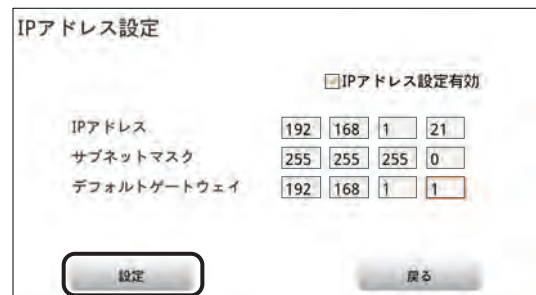 IPアドレス設定
IPアドレス設定有効
IPアドレス 192 168 1 21
サブネットマスク 255 255 255 0
デフォルトゲートウェイ 192 168 1 1
設定 戻る